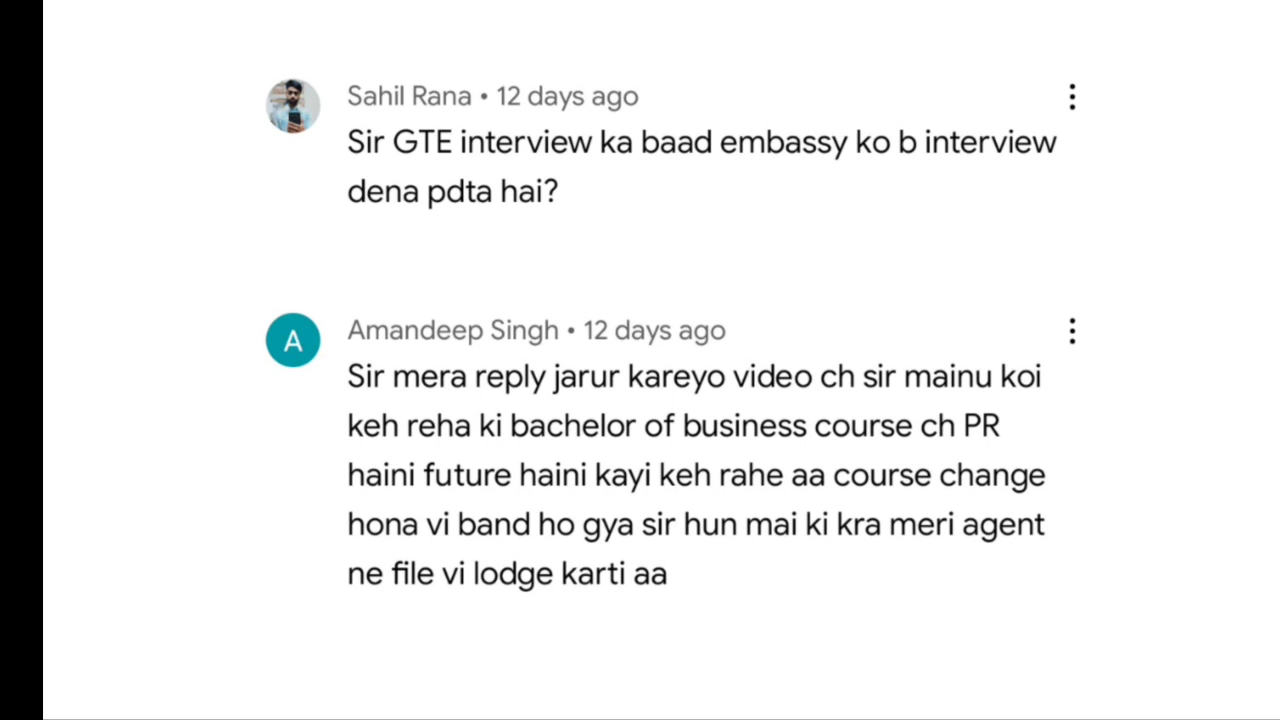 Sahil Rana • 12 days ago
Sir GTE interview ka baad embassy ko b interview
dena pdta hai?
A
Amandeep Singh • 12 days ago
Sir mera reply jarur kareyo video ch sir mainu koi
keh reha ki bachelor of business course ch PR
haini future haini kayi keh rahe aa course change
hona vi band ho gya sir hun mai ki kra meri agent
ne file vi lodge karti aa